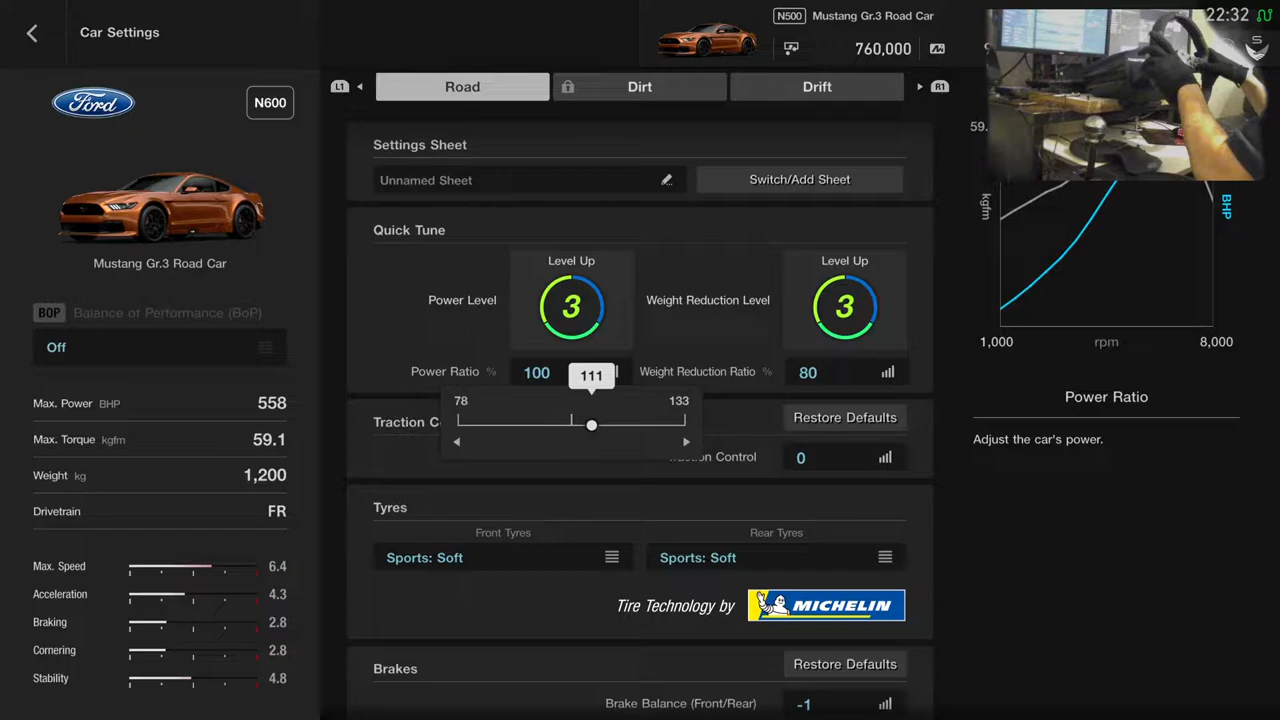 Car Settings
N500 Mustang Gr.3 Road Car
760,000
22:32
Ford
N600
L1 Road Dirt Drift R1
59.
Settings Sheet
Unnamed Sheet
Switch/Add Sheet
kgfm
BHP
Quick Tune
Level Up
Level Up
Power Level 3
Weight Reduction Level 3
Mustang Gr.3 Road Car
BOP Balance of Performance (BoP)
Off
1,000 rpm 8,000
Power Ratio % 100
111
Weight Reduction Ratio % 80
78 133
Power Ratio
Adjust the car's power.
Max. Power BHP 558
Max. Torque kgfm 59.1
Weight kg 1,200
Drivetrain FR
Traction C
Restore Defaults
Control 0
Tyres
Front Tyres
Rear Tyres
Sports: Soft
Sports: Soft
Max. Speed 6.4
Acceleration 4.3
Braking 2.8
Cornering 2.8
Stability 4.8
Tire Technology by MICHELIN
Brakes
Restore Defaults
Brake Balance (Front/Rear) -1